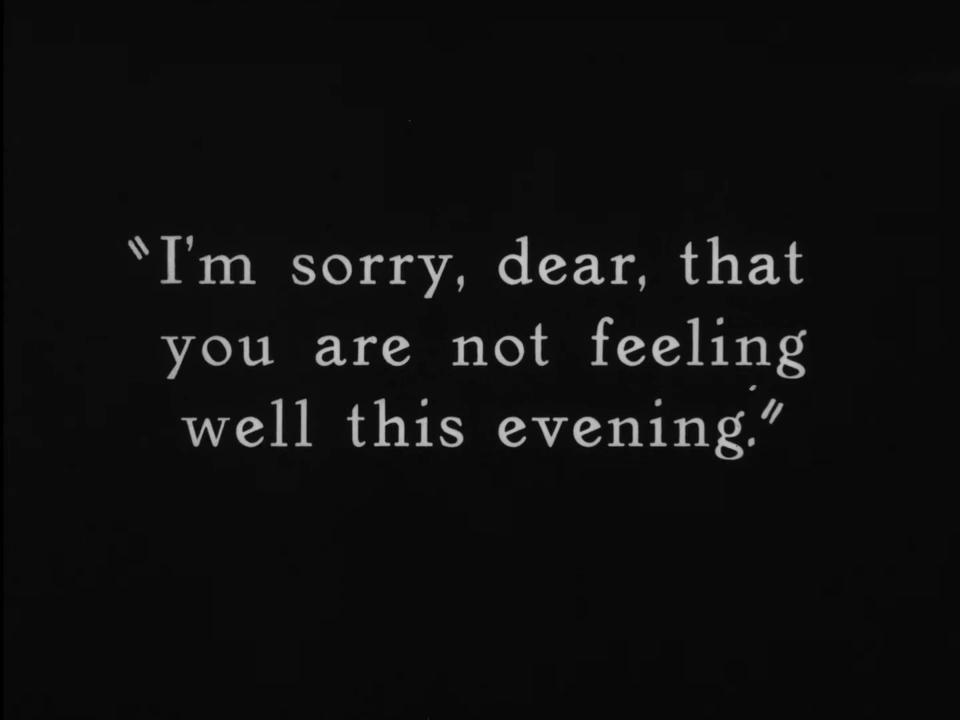 "I'm sorry, dear, that
you are not feeling
well this evening."